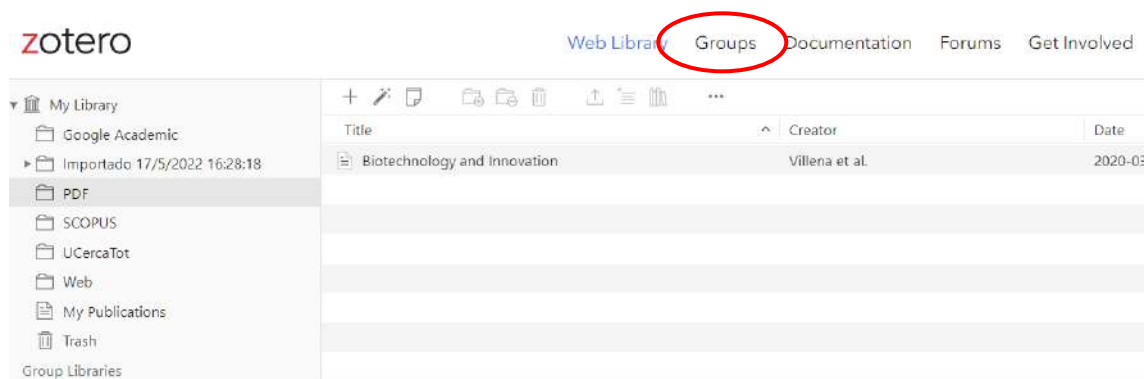 zotero
Web Library Groups Documentation Forums Get Involved
My Library
Google Academic
Importado 17/5/2022 16:28:18
PDF
SCOPUS
UCercaTot
Web
My Publications
Trash
Group Libraries
Title Creator Date
Biotechnology and Innovation Villena et al. 2020-03